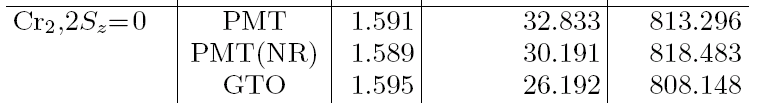 Cr₂,2S_z=0 PMT 1.591 32.833 813.296
PMT(NR) 1.589 30.191 818.483
GTO 1.595 26.192 808.148